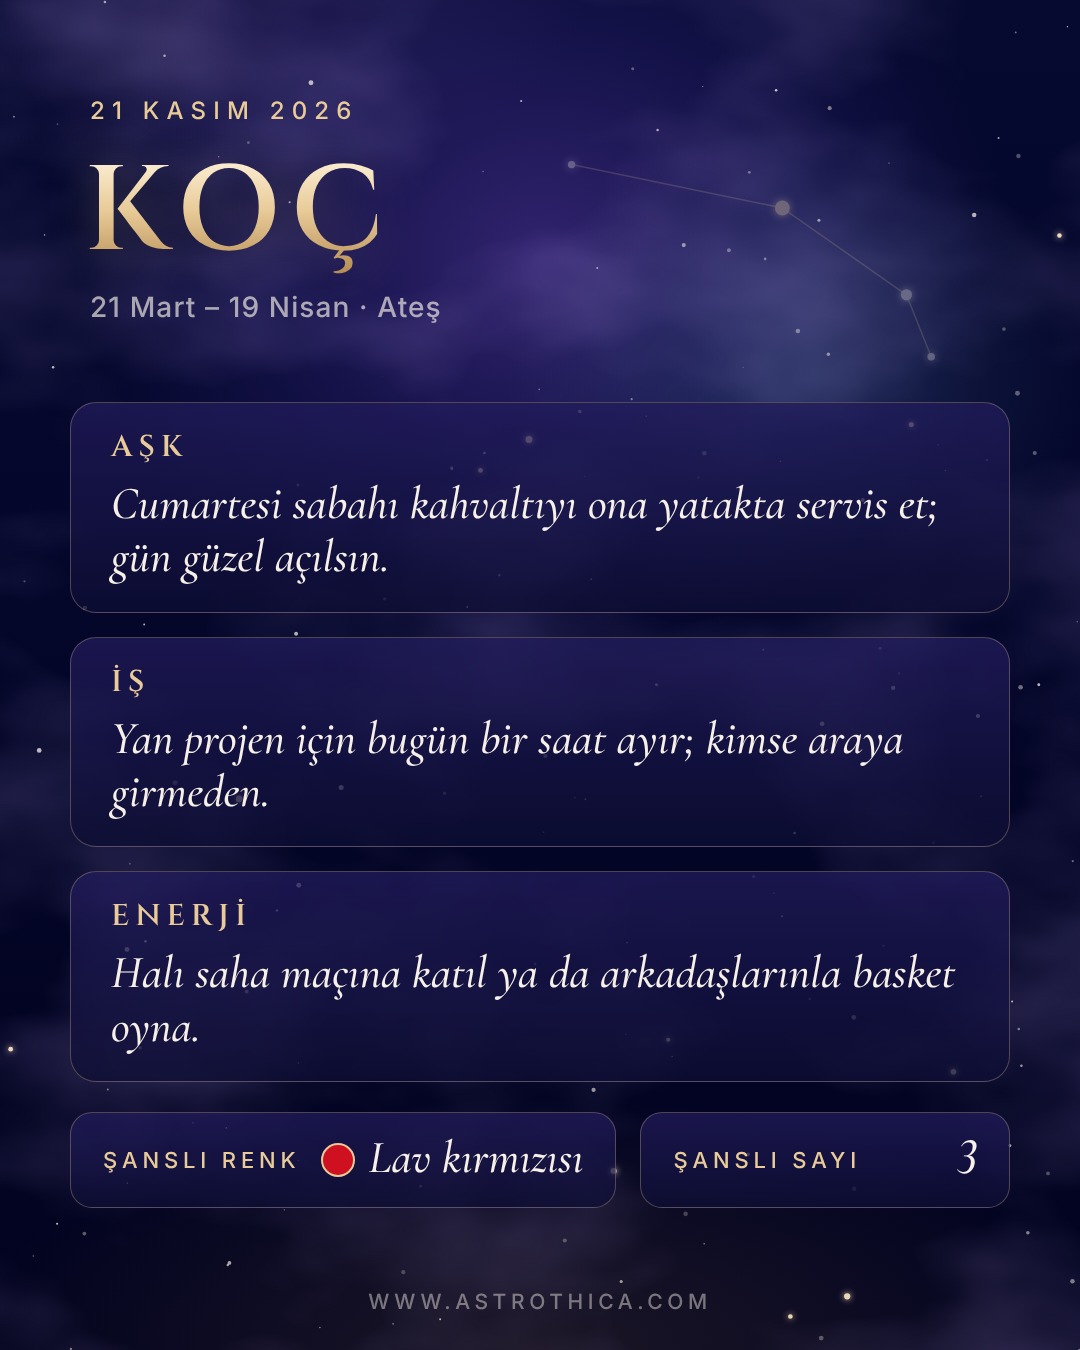 21 KASIM 2026
KOÇ
21 Mart – 19 Nisan · Ateş
AŞK
Cumartesi sabahı kahvaltıyı ona yatakta servis et;
gün güzel açılsın.
İŞ
Yan projen için bugün bir saat ayır; kimse araya
girmeden.
ENERJİ
Halı saha maçına katıl ya da arkadaşlarınla basket
oyna.
ŞANSLI RENK Lav kırmızısı
ŞANSLI SAYI 3
WWW.ASTROTHICA.COM